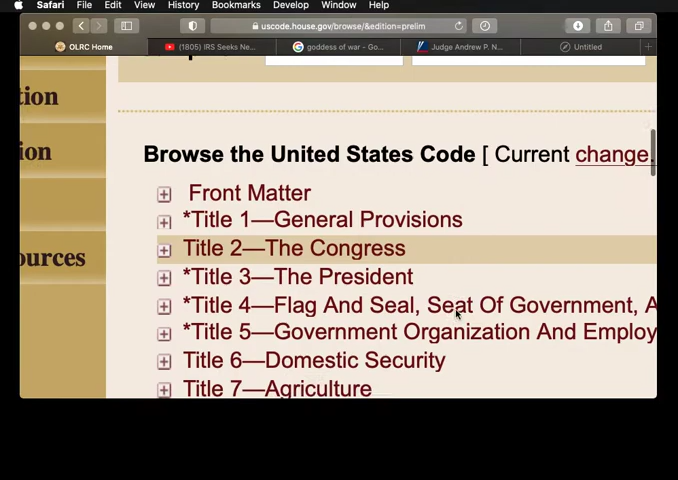 Safari File Edit View History Bookmarks Develop Window Help
uscode.house.gov/browse/&edition=prelim
OLRC Home (1805) IRS Seeks Ne... goddess of war - Go... Judge Andrew P. N... Untitled
tion
Browse the United States Code [ Current change.
ion
Front Matter
*Title 1—General Provisions
Title 2—The Congress
ources
*Title 3—The President
*Title 4—Flag And Seal, Seat Of Government, A
*Title 5—Government Organization And Employ
Title 6—Domestic Security
Title 7—Agriculture